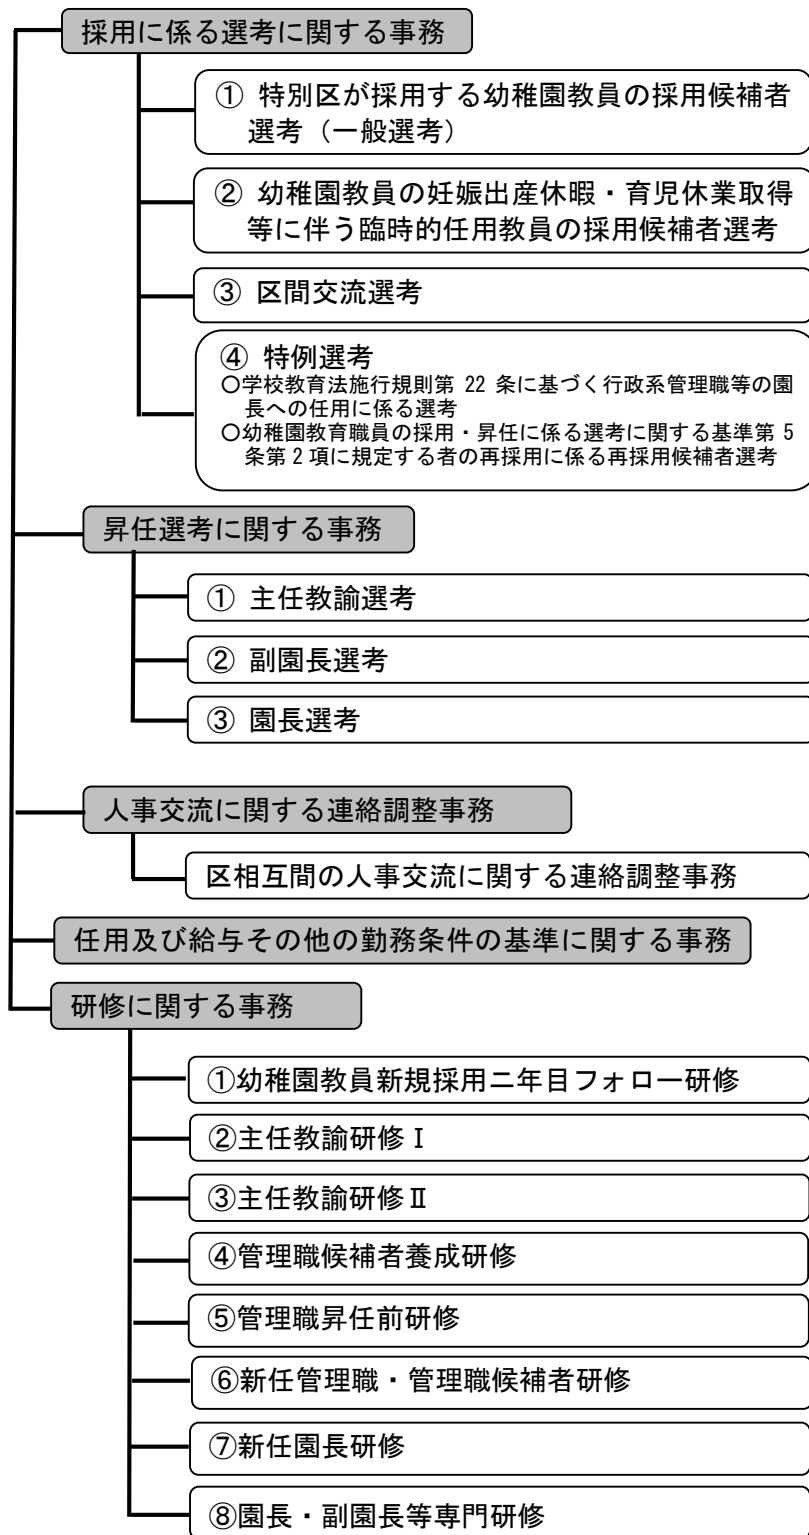 採用に係る選考に関する事務
① 特別区が採用する幼稚園教員の採用候補者
選考（一般選考）
② 幼稚園教員の妊娠出産休暇・育児休業取得
等に伴う臨時的任用教員の採用候補者選考
③ 区間交流選考
④ 特例選考
○学校教育法施行規則第 22 条に基づく行政系管理職等の園
長への任用に係る選考
○幼稚園教育職員の採用・昇任に係る選考に関する基準第 5
条第 2 項に規定する者の再採用に係る再採用候補者選考
昇任選考に関する事務
① 主任教諭選考
② 副園長選考
③ 園長選考
人事交流に関する連絡調整事務
区相互間の人事交流に関する連絡調整事務
任用及び給与その他の勤務条件の基準に関する事務
研修に関する事務
①幼稚園教員新規採用二年目フォロー研修
②主任教諭研修Ⅰ
③主任教諭研修Ⅱ
④管理職候補者養成研修
⑤管理職昇任前研修
⑥新任管理職・管理職候補者研修
⑦新任園長研修
⑧園長・副園長等専門研修